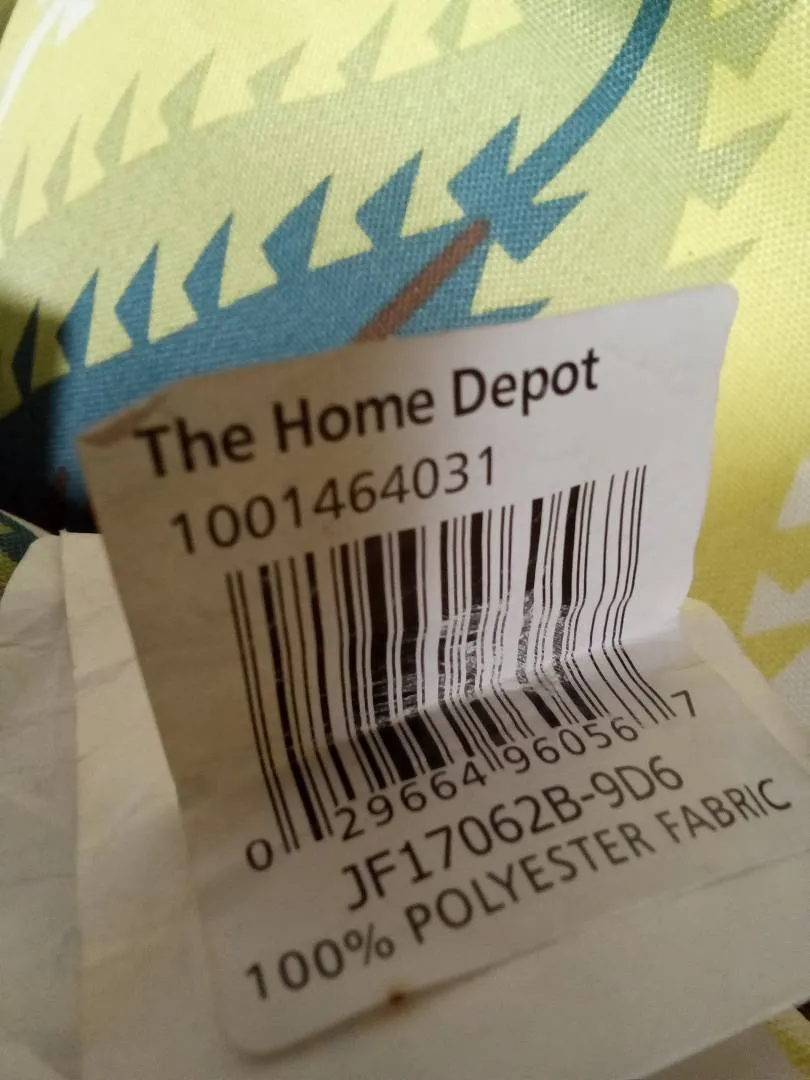 The Home Depot
1001464031
0 29664 96056 7
JF17062B-9D6
100% POLYESTER FABRIC